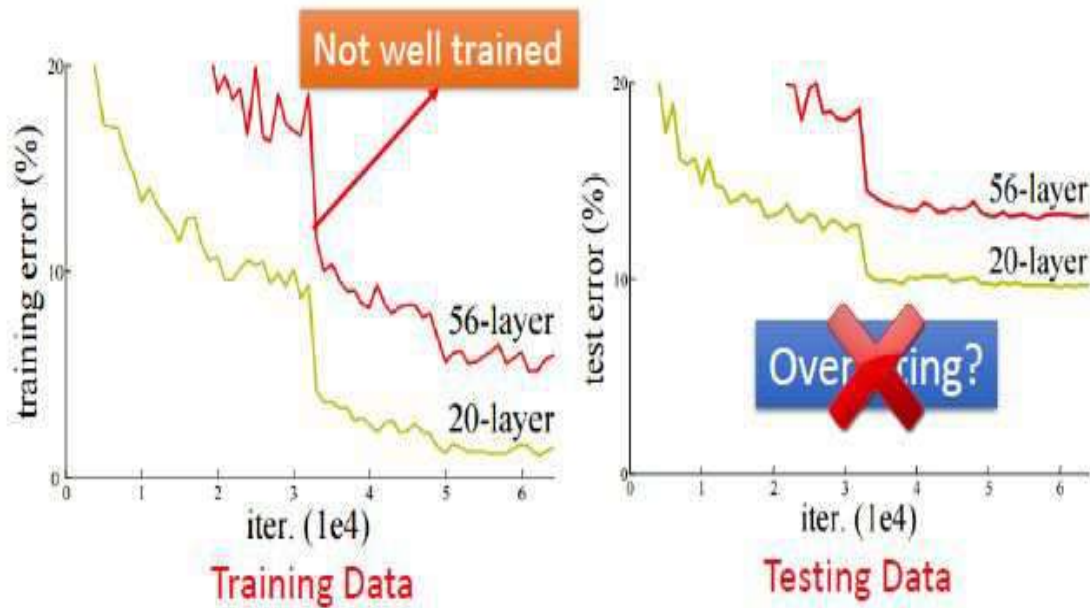 Not well trained
20
10
0
training error (%)
56-layer
20-layer
0 1 2 3 4 5 6
iter. (1e4)
Training Data
20
10
0
test error (%)
56-layer
20-layer
0 1 2 3 4 5 6
iter. (1e4)
Testing Data